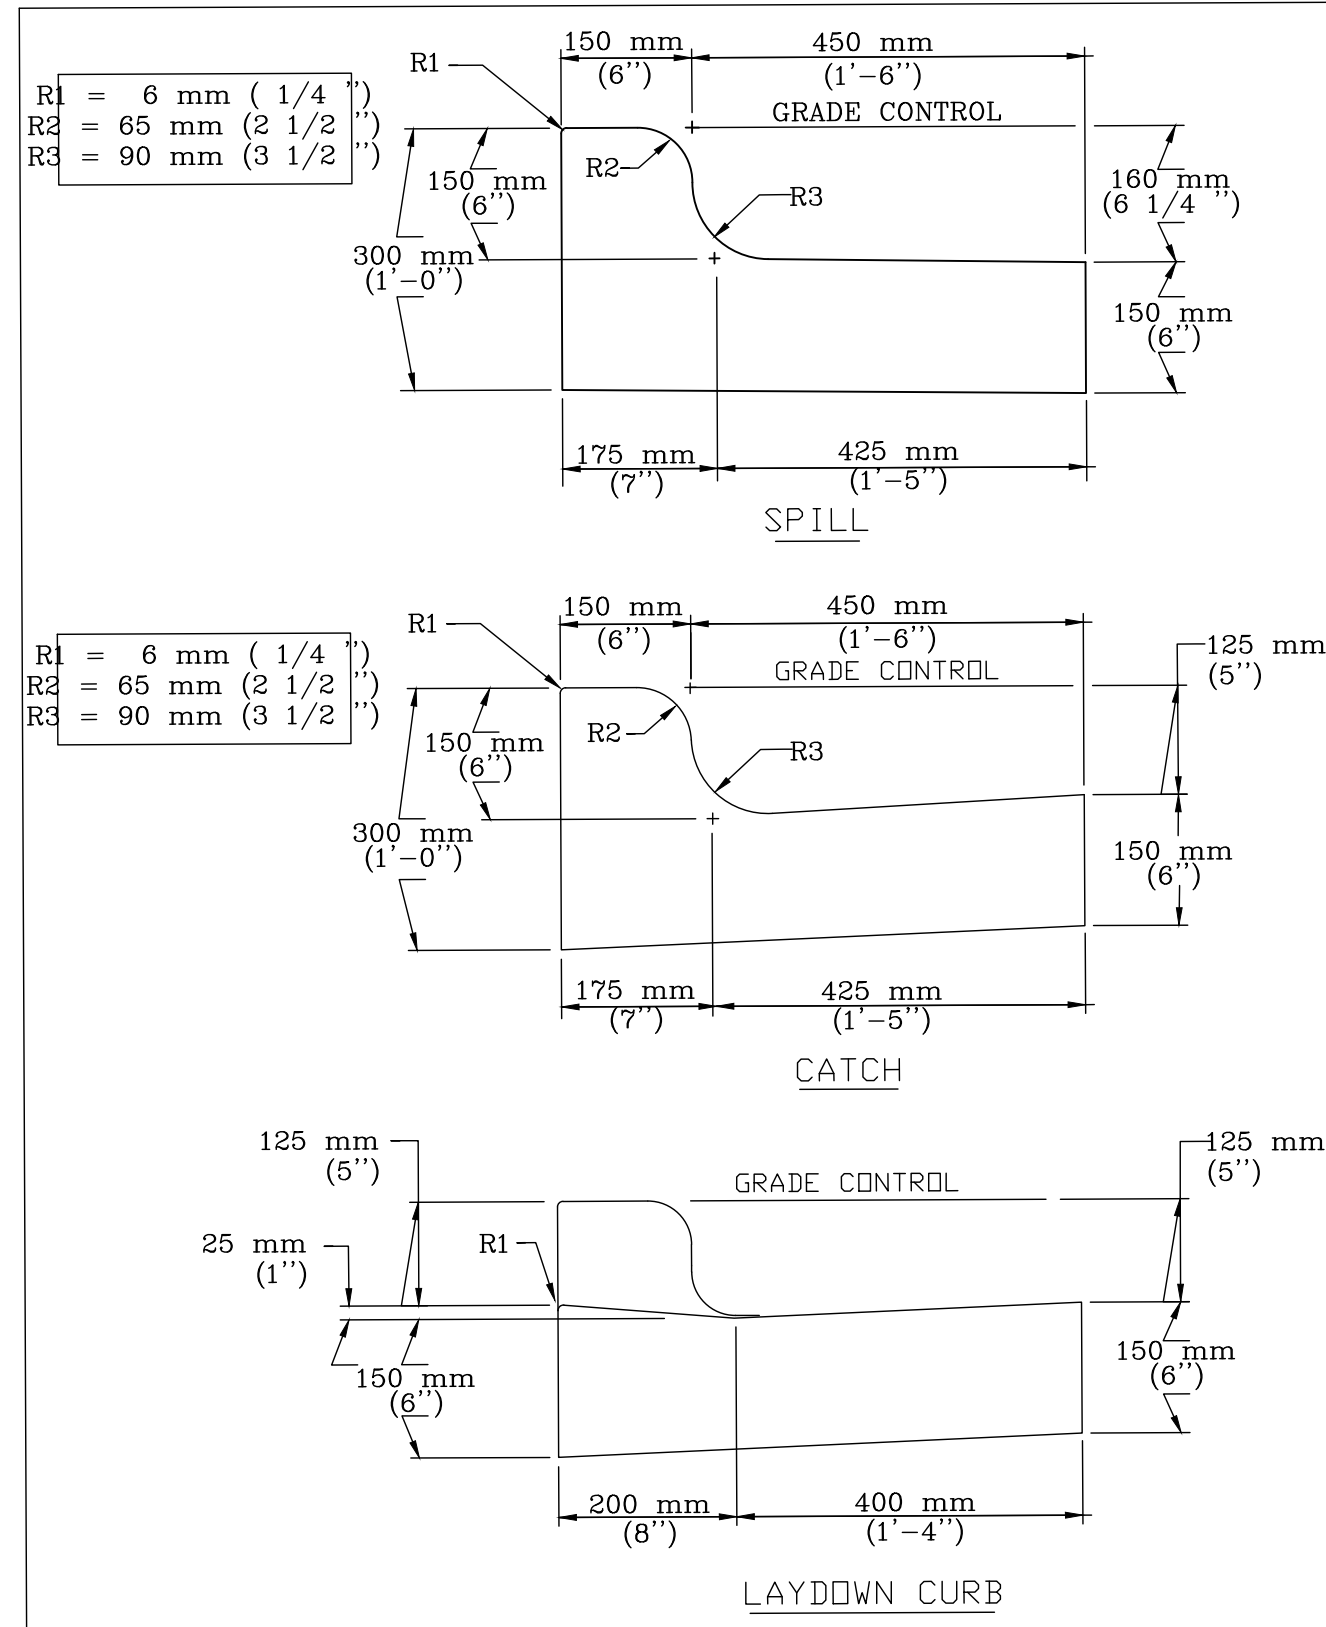 150 mm
(6'')
450 mm
(1'-6'')
R1
R1 = 6 mm ( 1/4 '')
R2 = 65 mm (2 1/2 '')
R3 = 90 mm (3 1/2 '')
GRADE CONTROL
R2
R3
150 mm
(6'')
160 mm
(6 1/4 '')
300 mm
(1'-0'')
150 mm
(6'')
175 mm
(7'')
425 mm
(1'-5'')
SPILL
150 mm
(6'')
450 mm
(1'-6'')
R1
R1 = 6 mm ( 1/4 '')
R2 = 65 mm (2 1/2 '')
R3 = 90 mm (3 1/2 '')
125 mm
(5'')
GRADE CONTROL
R2
R3
150 mm
(6'')
300 mm
(1'-0'')
150 mm
(6'')
175 mm
(7'')
425 mm
(1'-5'')
CATCH
125 mm
(5'')
125 mm
(5'')
GRADE CONTROL
25 mm
(1'')
R1
150 mm
(6'')
150 mm
(6'')
200 mm
(8'')
400 mm
(1'-4'')
LAYDOWN CURB